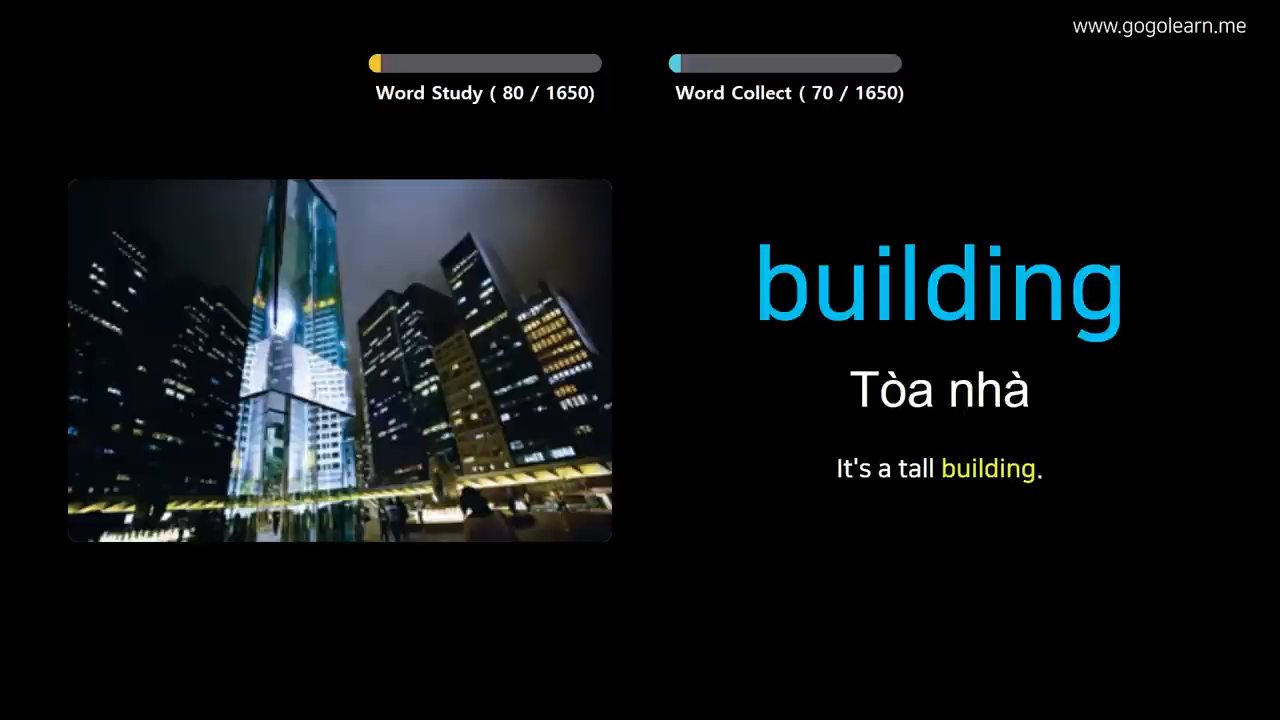 www.gogolearn.me
Word Study ( 80 / 1650)
Word Collect ( 70 / 1650)
building
Tòa nhà
It's a tall building.